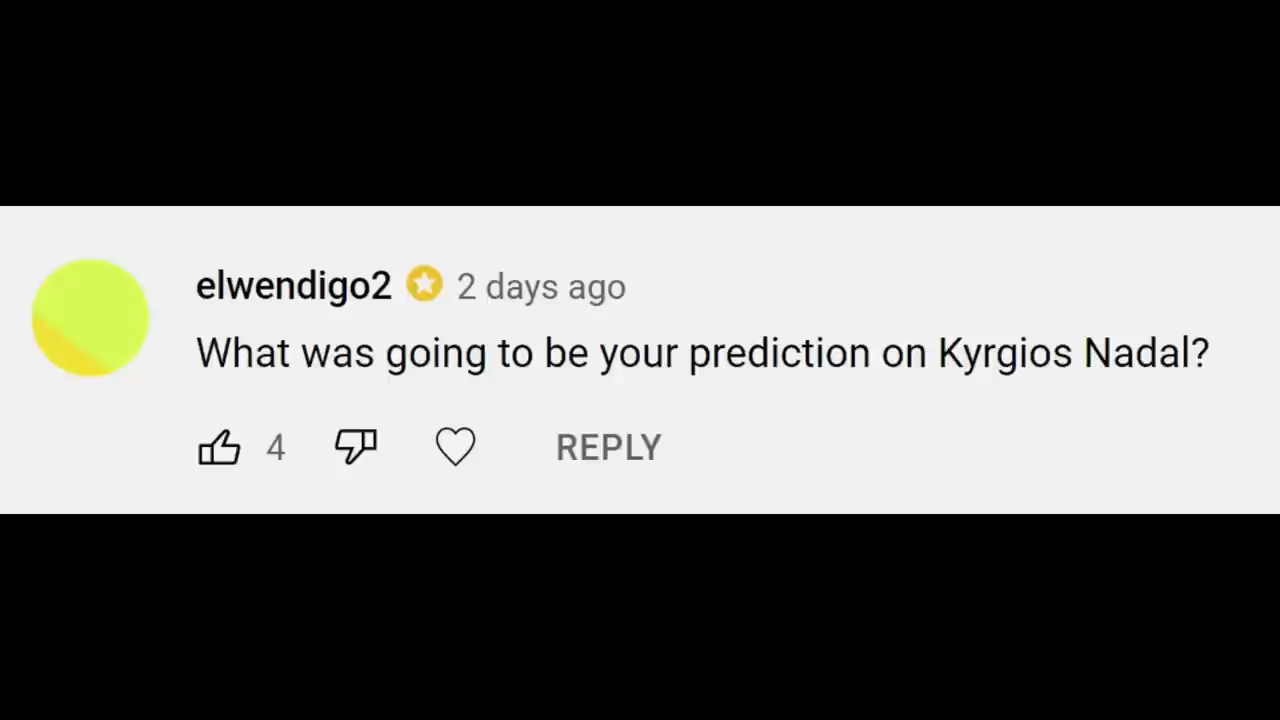 elwendigo2 2 days ago
What was going to be your prediction on Kyrgios Nadal?
4 REPLY